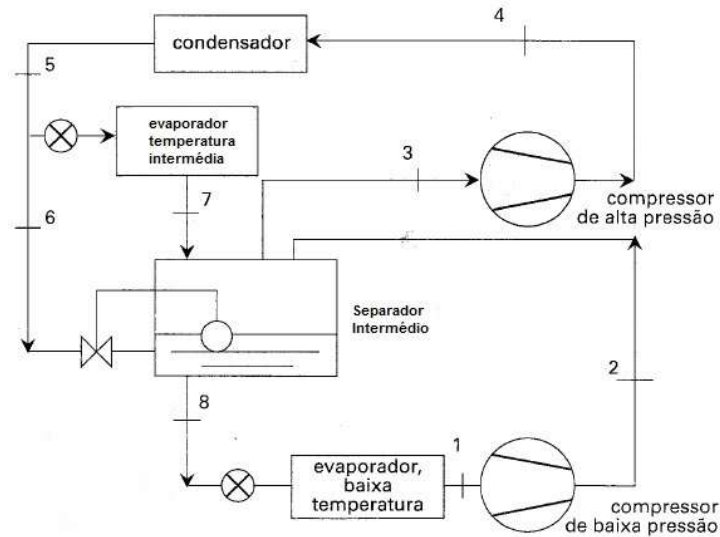 4
condensador
5
evaporador
temperatura
intermédia
3
7
6
compressor
de alta pressão
Separador
Intermédio
2
8
1
evaporador,
baixa
temperatura
compressor
de baixa pressão